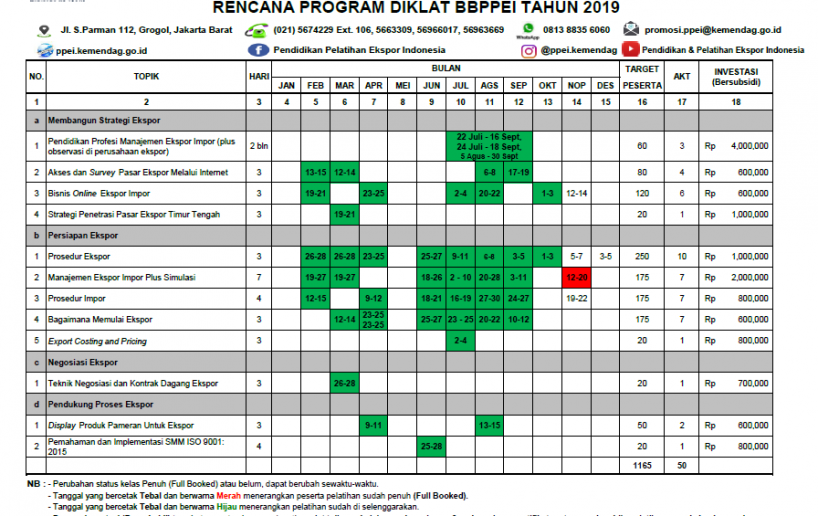 RENCANA PROGRAM DIKLAT BBPPEI TAHUN 2019
Jl. S.Parman 112, Grogol, Jakarta Barat (021) 5674229 Ext. 106, 5663309, 56966017, 56963669 WhatsApp 0813 8835 6060 promosi.ppei@kemendag.go.id
ppei.kemendag.go.id Pendidikan Pelatihan Ekspor Indonesia @ppei.kemendag Pendidikan & Pelatihan Ekspor Indonesia
NO. TOPIK HARI BULAN TARGET PESERTA AKT INVESTASI (Bersubsidi)
JAN FEB MAR APR MEI JUN JUL AGS SEP OKT NOP DES
1 2 3 4 5 6 7 8 9 10 11 12 13 14 15 16 17 18
a Membangun Strategi Ekspor
1 Pendidikan Profesi Manajemen Ekspor Impor (plus observasi di perusahaan ekspor) 2 bln 22 Juli - 16 Sept, 24 Juli - 18 Sept, 5 Agus - 30 Sept 60 3 Rp 4,000,000
2 Akses dan Survey Pasar Ekspor Melalui Internet 3 13-15 12-14 6-8 17-19 80 4 Rp 600,000
3 Bisnis Online Ekspor Impor 3 19-21 23-25 2-4 20-22 1-3 12-14 120 6 Rp 600,000
4 Strategi Penetrasi Pasar Ekspor Timur Tengah 3 19-21 20 1 Rp 1,000,000
b Persiapan Ekspor
1 Prosedur Ekspor 3 26-28 26-28 23-25 25-27 9-11 6-8 3-5 1-3 5-7 3-5 250 10 Rp 1,000,000
2 Manajemen Ekspor Impor Plus Simulasi 7 19-27 19-27 18-26 2 - 10 20-28 3-11 12-20 175 7 Rp 2,000,000
3 Prosedur Impor 4 12-15 9-12 18-21 16-19 27-30 24-27 19-22 175 7 Rp 800,000
4 Bagaimana Memulai Ekspor 3 12-14 23-25 23-25 25-27 23 - 25 20-22 10-12 175 7 Rp 600,000
5 Export Costing and Pricing 3 2-4 20 1 Rp 800,000
c Negosiasi Ekspor
1 Teknik Negosiasi dan Kontrak Dagang Ekspor 3 26-28 20 1 Rp 700,000
d Pendukung Proses Ekspor
1 Display Produk Pameran Untuk Ekspor 3 9-11 13-15 50 2 Rp 600,000
2 Pemahaman dan Implementasi SMM ISO 9001: 2015 4 25-28 20 1 Rp 800,000
1165 50
NB : - Perubahan status kelas Penuh (Full Booked) atau belum, dapat berubah sewaktu-waktu.
- Tanggal yang bercetak Tebal dan berwarna Merah menerangkan peserta pelatihan sudah penuh (Full Booked).
- Tanggal yang bercetak Tebal dan berwarna Hijau menerangkan pelatihan sudah di selenggarakan.